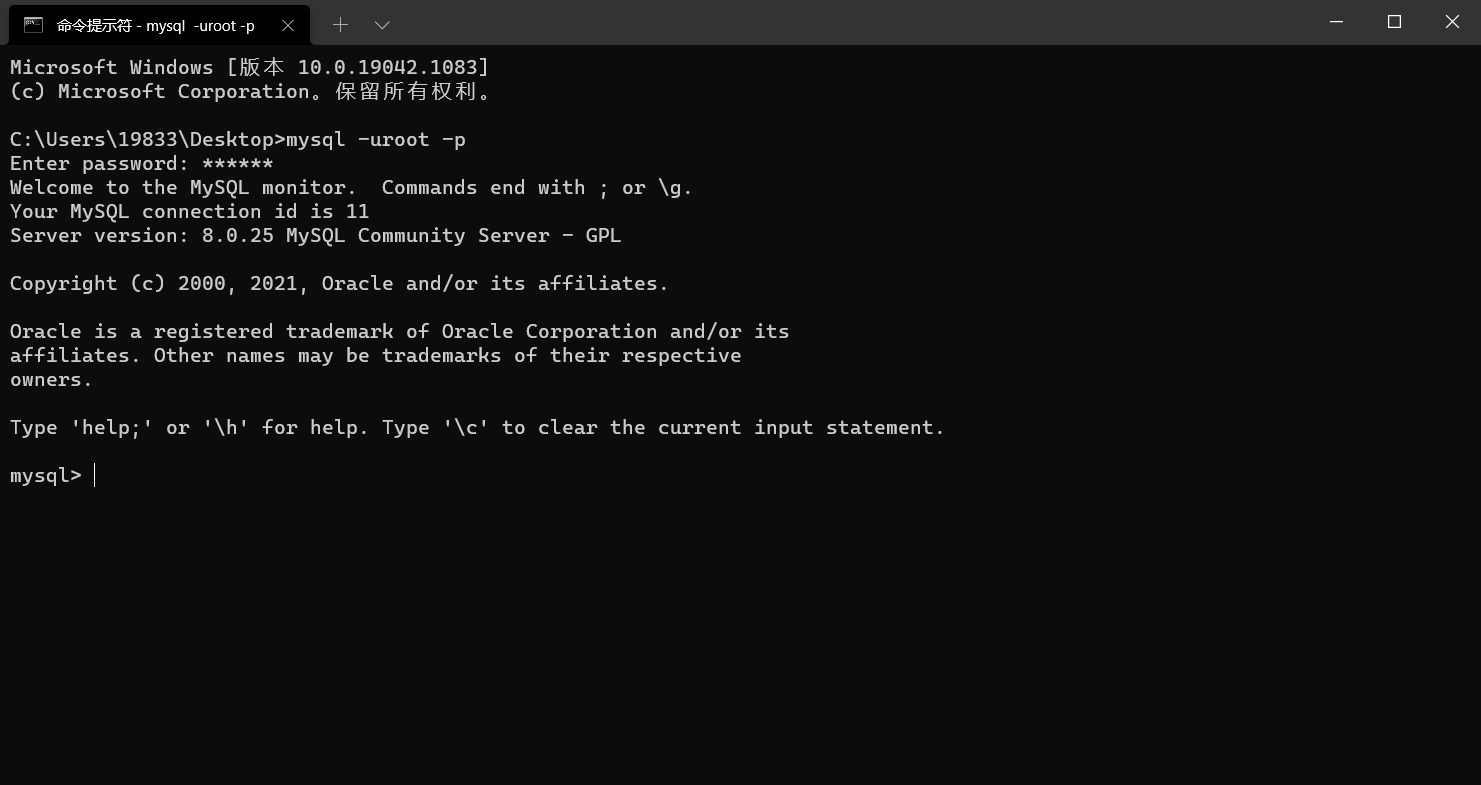 命令提示符 - mysql  -uroot -p
Microsoft Windows [版本 10.0.19042.1083]
(c) Microsoft Corporation。保留所有权利。
C:\Users\19833\Desktop>mysql -uroot -p
Enter password: ******
Welcome to the MySQL monitor.  Commands end with ; or \g.
Your MySQL connection id is 11
Server version: 8.0.25 MySQL Community Server - GPL
Copyright (c) 2000, 2021, Oracle and/or its affiliates.
Oracle is a registered trademark of Oracle Corporation and/or its
affiliates. Other names may be trademarks of their respective
owners.
Type 'help;' or '\h' for help. Type '\c' to clear the current input statement.
mysql>